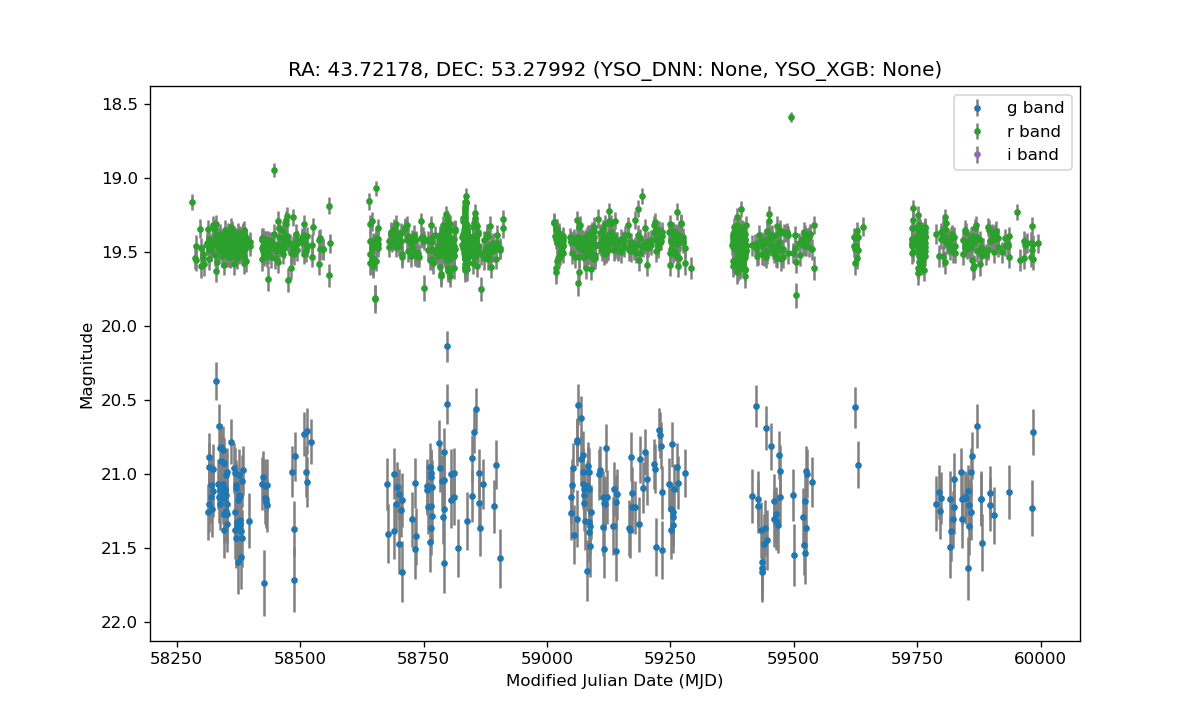 RA: 43.72178, DEC: 53.27992 (YSO_DNN: None, YSO_XGB: None)
g band
r band
i band
18.5
19.0
19.5
20.0
20.5
21.0
21.5
22.0
Magnitude
58250
58500
58750
59000
59250
59500
59750
60000
Modified Julian Date (MJD)